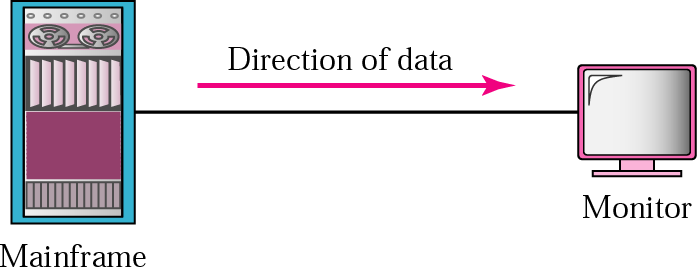 Direction of data
Monitor
Mainframe